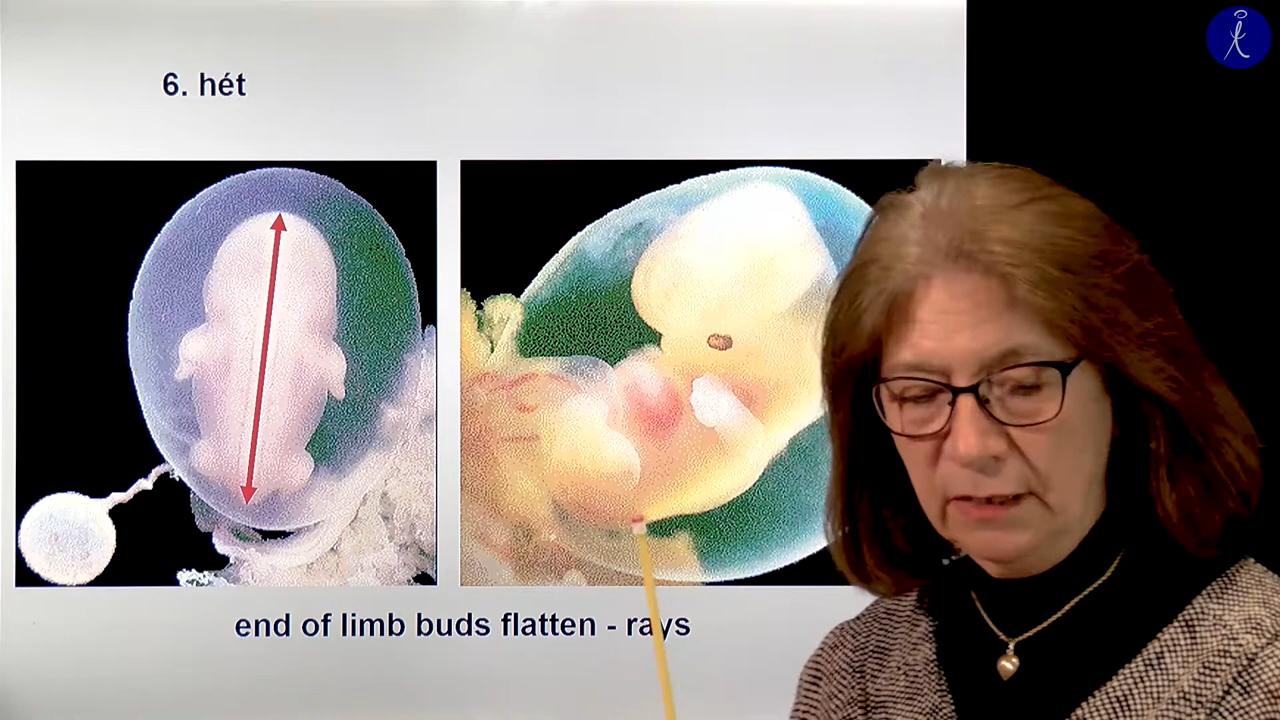 6. hét
end of limb buds flatten - rays